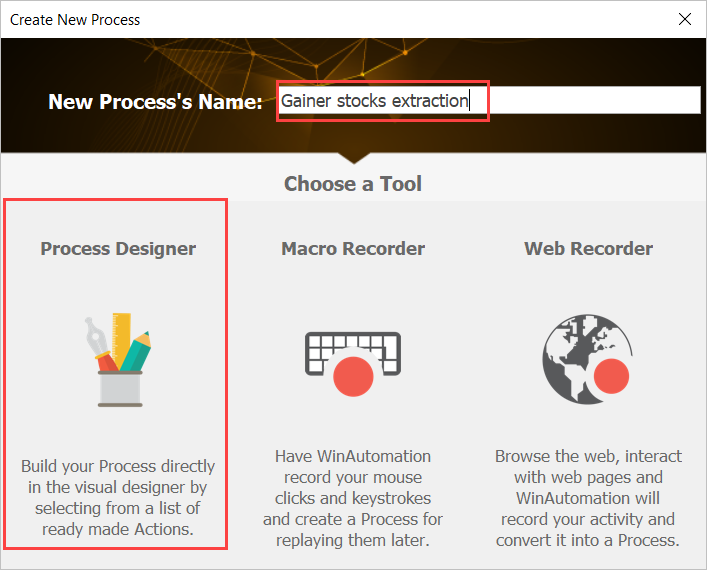 Create New Process
New Process's Name: Gainer stocks extraction
Choose a Tool
Process Designer
Build your Process directly
in the visual designer by
selecting from a list of
ready made Actions.
Macro Recorder
Have WinAutomation
record your mouse
clicks and keystrokes
and create a Process for
replaying them later.
Web Recorder
Browse the web, interact
with web pages and
WinAutomation will
record your activity and
convert it into a Process.